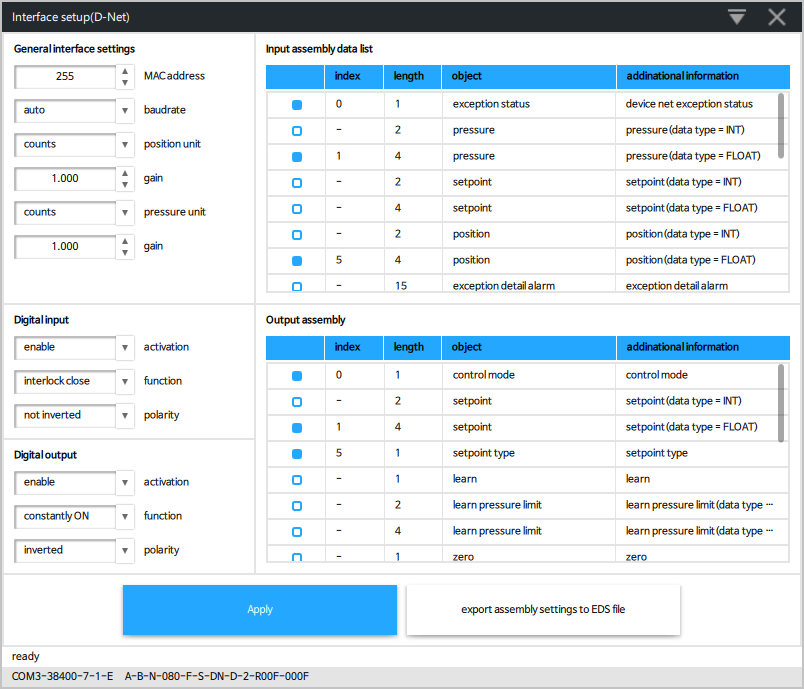 Interface setup(D-Net)
General interface settings
255 MAC address
auto baudrate
counts position unit
1.000 gain
counts pressure unit
1.000 gain
Input assembly data list
index length object addinational information
0 1 exception status device net exception status
- 2 pressure pressure(data type = INT)
1 4 pressure pressure(data type = FLOAT)
- 2 setpoint setpoint(data type = INT)
- 4 setpoint setpoint(data type = FLOAT)
- 2 position position(data type = INT)
5 4 position position(data type = FLOAT)
- 15 exception detail alarm exception detail alarm
Digital input
enable activation
interlock close function
not inverted polarity
Digital output
enable activation
constantly ON function
inverted polarity
Output assembly
index length object addinational information
0 1 control mode control mode
- 2 setpoint setpoint(data type = INT)
1 4 setpoint setpoint(data type = FLOAT)
5 1 setpoint type setpoint type
- 1 learn learn
- 2 learn pressure limit learn pressure limit(data type ···
- 4 learn pressure limit learn pressure limit(data type ···
- 1 zero zero
Apply export assembly settings to EDS file
ready
COM3-38400-7-1-E A-B-N-080-F-S-DN-D-2-R00F-000F